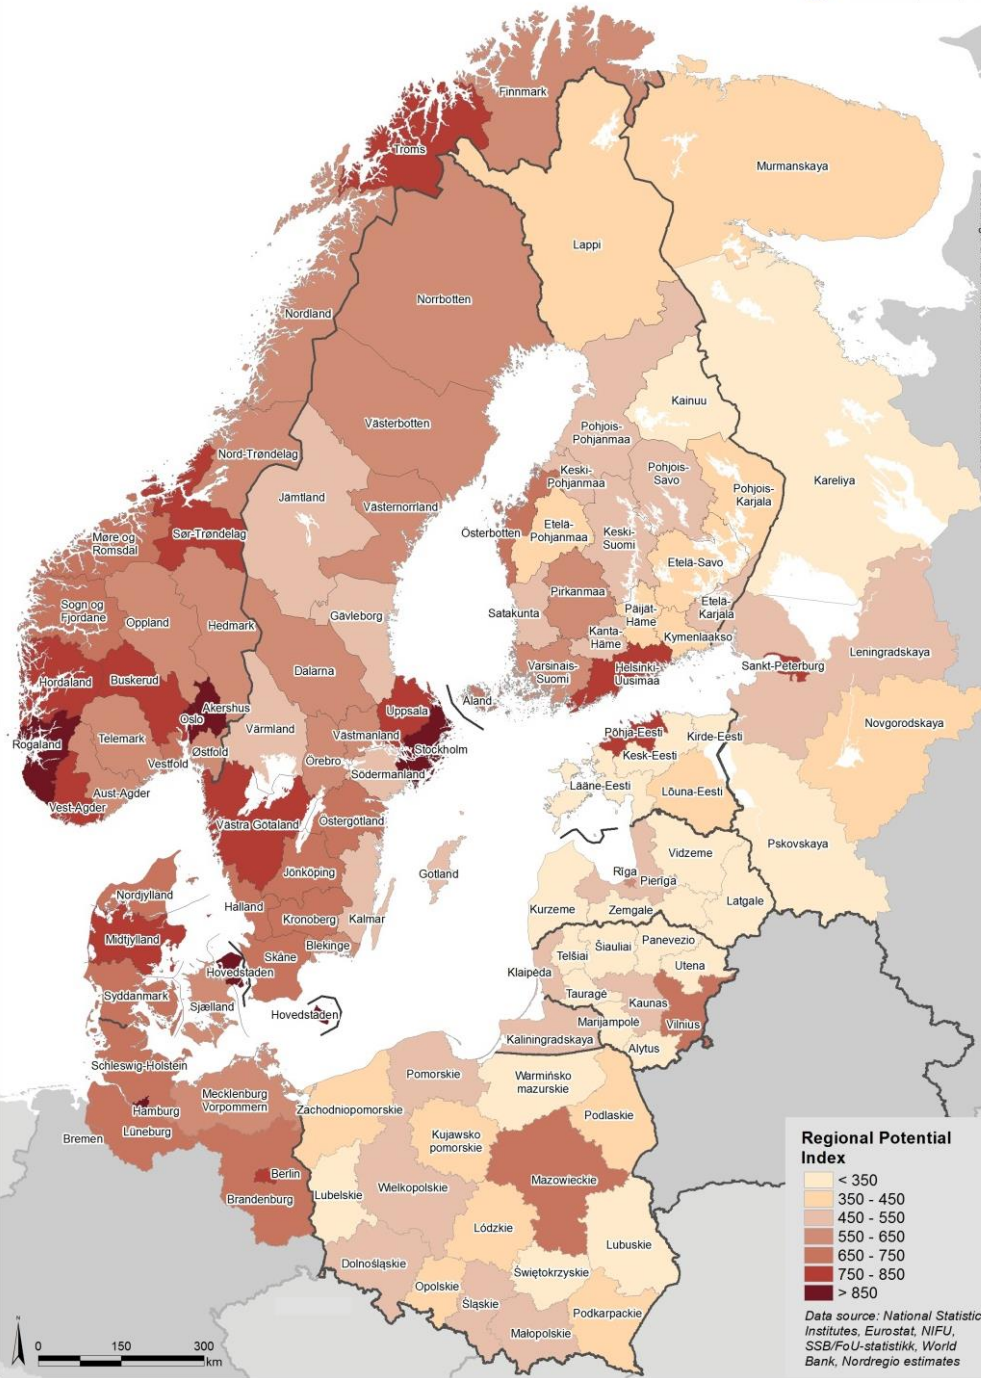 Finnmark
Troms
Murmanskaya
Lappi
Norrbotten
Nordland
Kainuu
Västerbotten
Pohjois-
Pohjanmaa
Nord-Trøndelag
Keski-
Pohjanmaa
Pohjois-
Savo
Kareliya
Jämtland
Pohjois-
Karjala
Västernorrland
Sør-Trøndelag
Österbotten
Etelä-
Pohjanmaa
Keski-
Suomi
Møre og
Romsdal
Etelä-Savo
Pirkanmaa
Sogn og
Fjordane
Oppland
Hedmark
Gävleborg
Satakunta
Päijät-
Häme
Etelä-
Karjala
Kanta-
Häme
Kymenlaakso
Leningradskaya
Hordaland
Buskerud
Dalarna
Varsinais-
Suomi
Helsinki-
Uusimaa
Sankt-Peterburg
Åland
Akershus
Oslo
Uppsala
Novgorodskaya
Rogaland
Telemark
Värmland
Västmanland
Põhja-Eesti
Kirde-Eesti
Østfold
Stockholm
Kesk-Eesti
Vestfold
Örebro
Södermanland
Lääne-Eesti
Lõuna-Eesti
Aust-Agder
Vest-Agder
Västra Götaland
Östergötland
Pskovskaya
Vidzeme
Jönköping
Gotland
Rīga
Pierīga
Nordjylland
Halland
Kronoberg
Kalmar
Kurzeme
Zemgale
Latgale
Midtjylland
Blekinge
Šiauliai
Panevezio
Skåne
Telšiai
Utena
Hovedstaden
Klaipėda
Syddanmark
Sjælland
Tauragė
Kaunas
Hovedstaden
Marijampolė
Vilnius
Kaliningradskaya
Alytus
Schleswig-Holstein
Pomorskie
Warmińsko
mazurskie
Mecklenburg
Vorpommern
Hamburg
Zachodniopomorskie
Podlaskie
Bremen
Lüneburg
Kujawsko
pomorskie
Berlin
Mazowieckie
Brandenburg
Lubelskie
Wielkopolskie
Lódzkie
Lubuskie
Dolnośląskie
Świętokrzyskie
Opolskie
Śląskie
Podkarpackie
Małopolskie
Regional Potential
Index
< 350
350 - 450
450 - 550
550 - 650
650 - 750
750 - 850
> 850
Data source: National Statistic
Institutes, Eurostat, NIFU,
SSB/FoU-statistikk, World
Bank, Nordregio estimates
N
0 150 300
km